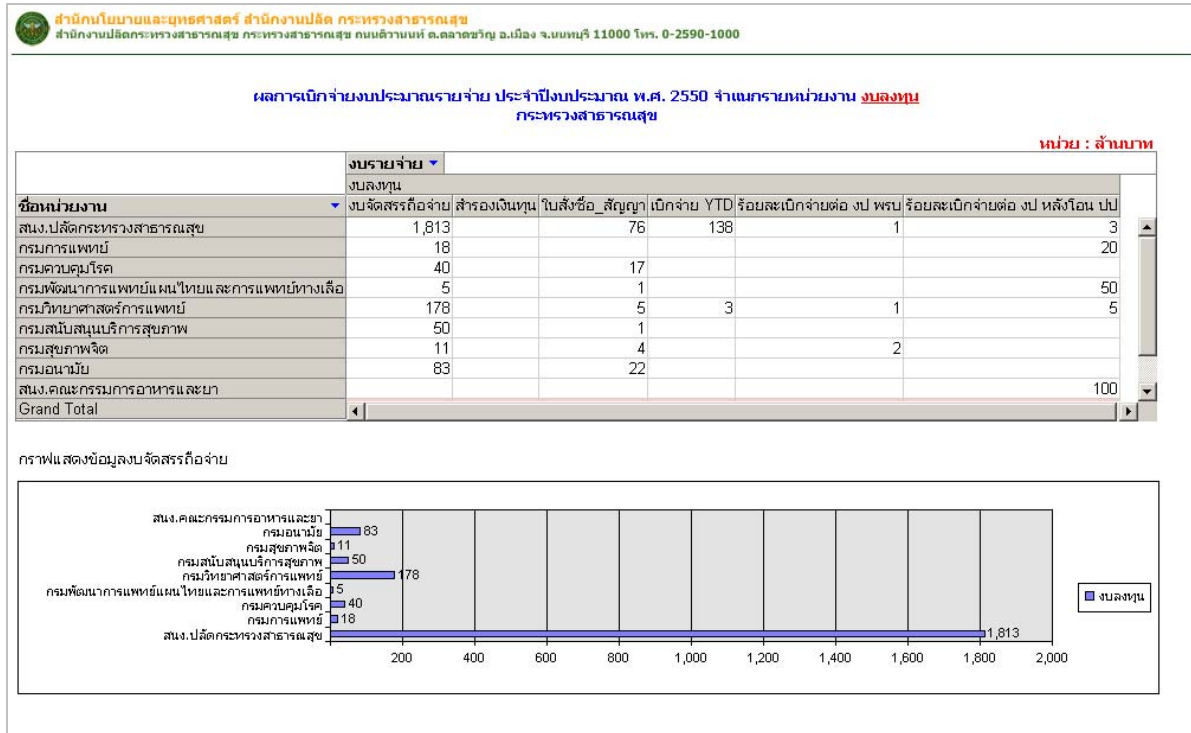 สำนักนโยบายและยุทธศาสตร์ สำนักงานปลัด กระทรวงสาธารณสุข
สำนักงานปลัดกระทรวงสาธารณสุข กระทรวงสาธารณสุข ถนนติวานนท์ ต.ตลาดขวัญ อ.เมือง จ.นนทบุรี 11000 โทร. 0-2590-1000
ผลการเบิกจ่ายงบประมาณรายจ่าย ประจำปีงบประมาณ พ.ศ. 2550 จำแนกรายหน่วยงาน งบลงทุน
กระทรวงสาธารณสุข
หน่วย : ล้านบาท
งบรายจ่าย
งบลงทุน
ชื่อหน่วยงาน งบจัดสรรถือจ่าย สำรองเงินทุน ใบสั่งซื้อ_สัญญา เบิกจ่าย YTD ร้อยละเบิกจ่ายต่อ งป พรบ ร้อยละเบิกจ่ายต่อ งป หลังโอน ปป
สนง.ปลัดกระทรวงสาธารณสุข 1,813 76 138 1 3
กรมการแพทย์ 18 20
กรมควบคุมโรค 40 17
กรมพัฒนาการแพทย์แผนไทยและการแพทย์ทางเลือ 5 1 50
กรมวิทยาศาสตร์การแพทย์ 178 5 3 1 5
กรมสนับสนุนบริการสุขภาพ 50 1
กรมสุขภาพจิต 11 4 2
กรมอนามัย 83 22
สนง.คณะกรรมการอาหารและยา 100
Grand Total
กราฟแสดงข้อมูลงบจัดสรรถือจ่าย
สนง.คณะกรรมการอาหารและยา
กรมอนามัย 83
กรมสุขภาพจิต 11
กรมสนับสนุนบริการสุขภาพ 50
กรมวิทยาศาสตร์การแพทย์ 178
กรมพัฒนาการแพทย์แผนไทยและการแพทย์ทางเลือ 5
กรมควบคุมโรค 40
กรมการแพทย์ 18
สนง.ปลัดกระทรวงสาธารณสุข 1,813
งบลงทุน
200 400 600 800 1,000 1,200 1,400 1,600 1,800 2,000